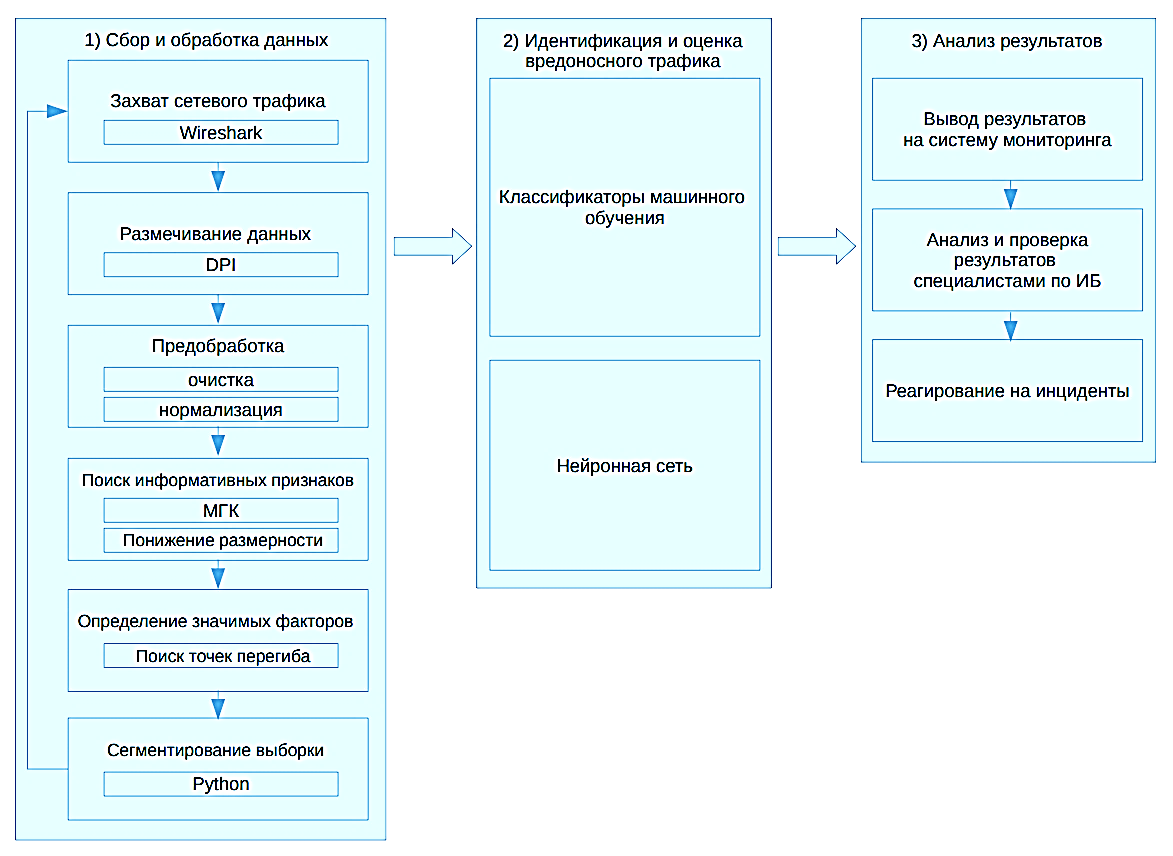 1) Сбор и обработка данных
Захват сетевого трафика
Wireshark
Размечивание данных
DPI
Предобработка
очистка
нормализация
Поиск информативных признаков
МГК
Понижение размерности
Определение значимых факторов
Поиск точек перегиба
Сегментирование выборки
Python
2) Идентификация и оценка
вредоносного трафика
Классификаторы машинного
обучения
Нейронная сеть
3) Анализ результатов
Вывод результатов
на систему мониторинга
Анализ и проверка
результатов
специалистами по ИБ
Реагирование на инциденты